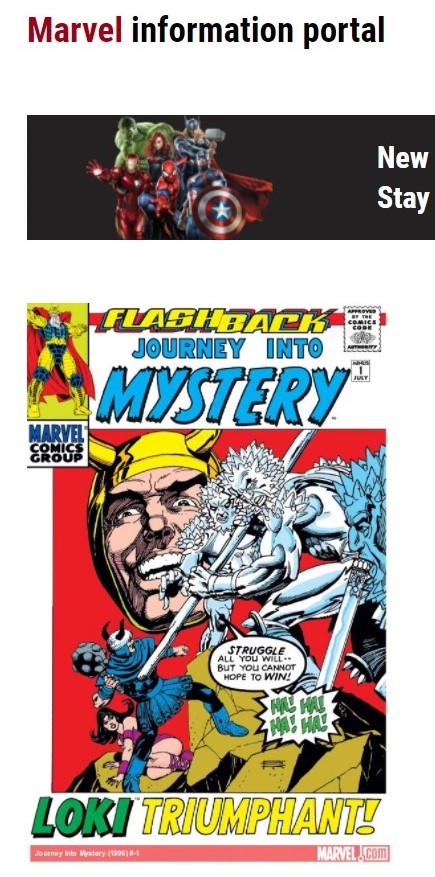 Marvel information portal
New
Stay
FLASHBACK
JOURNEY INTO
MYSTERY
APPROVED
BY THE
COMICS
CODE
AUTHORITY
MINUS
1
JULY
MARVEL
COMICS
GROUP
STRUGGLE
ALL YOU WILL--
BUT YOU CANNOT
HOPE TO WIN!
HA! HA!
HA! HA!
LOKI TRIUMPHANT!
Journey Into Mystery (1996) #-1
MARVEL.com